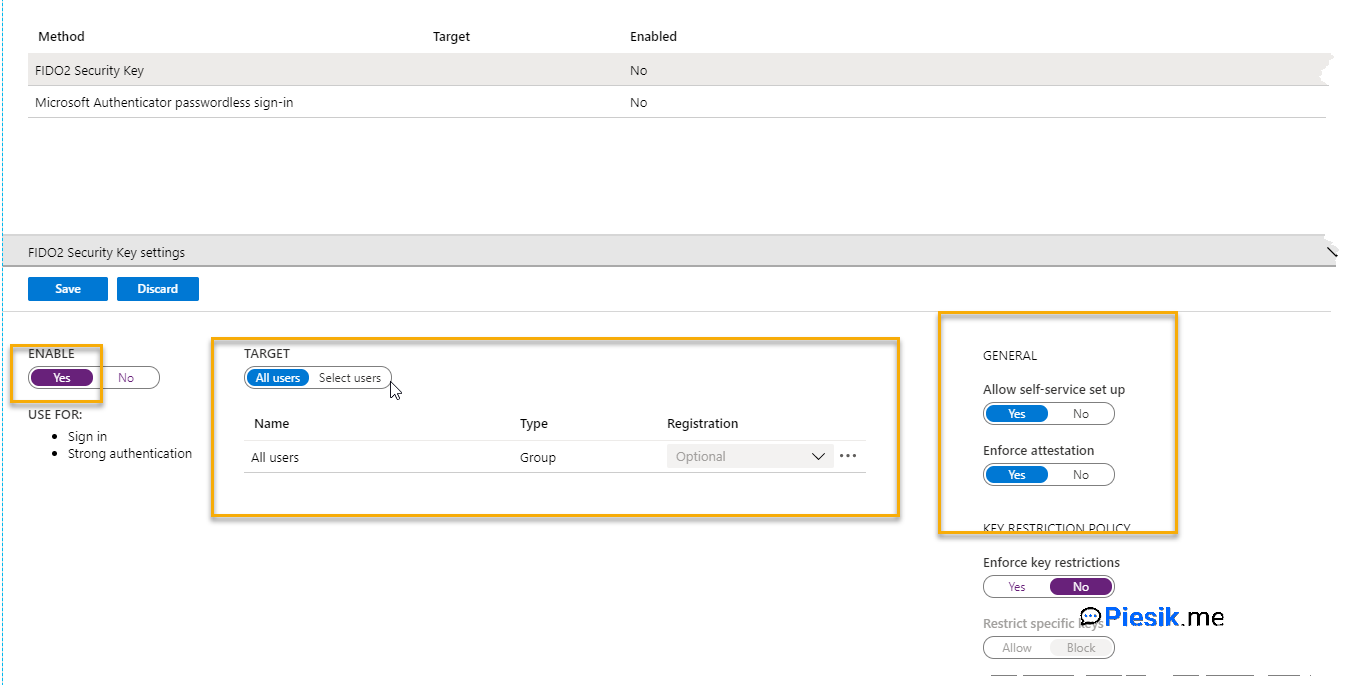 Method Target Enabled
FIDO2 Security Key No
Microsoft Authenticator passwordless sign-in No
FIDO2 Security Key settings
Save Discard
ENABLE
Yes No
USE FOR:
• Sign in
• Strong authentication
TARGET
All users Select users
Name Type Registration
All users Group Optional
GENERAL
Allow self-service set up
Yes No
Enforce attestation
Yes No
KEY RESTRICTION POLICY
Enforce key restrictions
Yes No
Restrict specific keys
Allow Block
Piesik.me